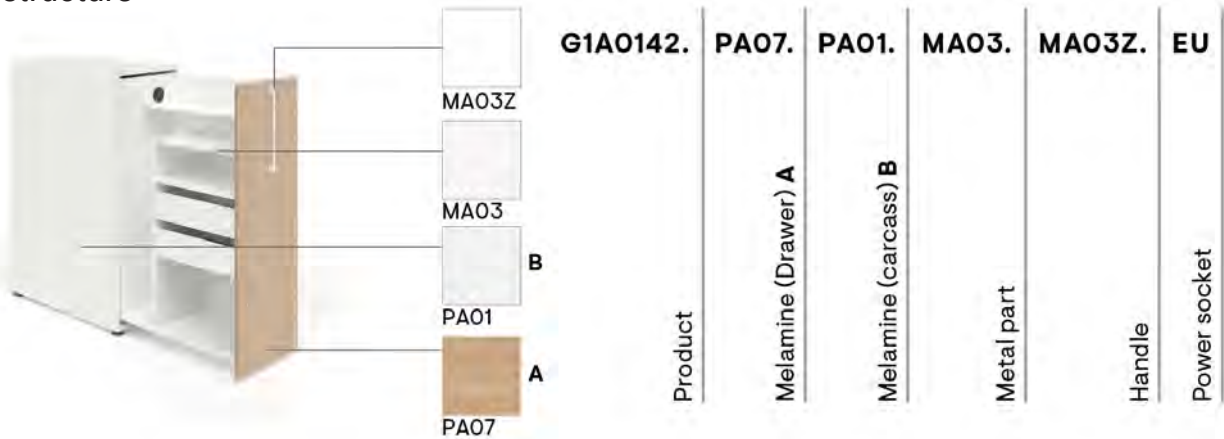 MA03Z
MA03
B
PA01
A
PA07
G1A0142. PA07. PA01. MA03. MA03Z. EU
Product
Melamine (Drawer) A
Melamine (carcass) B
Metal part
Handle
Power socket